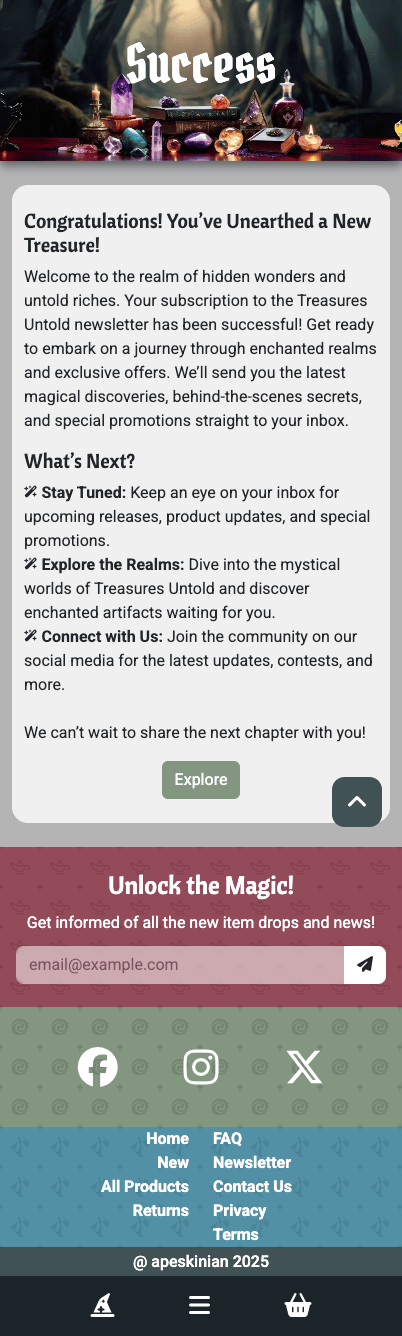 Success
Congratulations! You’ve Unearthed a New
Treasure!
Welcome to the realm of hidden wonders and
untold riches. Your subscription to the Treasures
Untold newsletter has been successful! Get ready
to embark on a journey through enchanted realms
and exclusive offers. We’ll send you the latest
magical discoveries, behind-the-scenes secrets,
and special promotions straight to your inbox.
What’s Next?
Stay Tuned: Keep an eye on your inbox for
upcoming releases, product updates, and special
promotions.
Explore the Realms: Dive into the mystical
worlds of Treasures Untold and discover
enchanted artifacts waiting for you.
Connect with Us: Join the community on our
social media for the latest updates, contests, and
more.
We can’t wait to share the next chapter with you!
Explore
Unlock the Magic!
Get informed of all the new item drops and news!
email@example.com
Home FAQ
New Newsletter
All Products Contact Us
Returns Privacy
Terms
@ apeskinian 2025